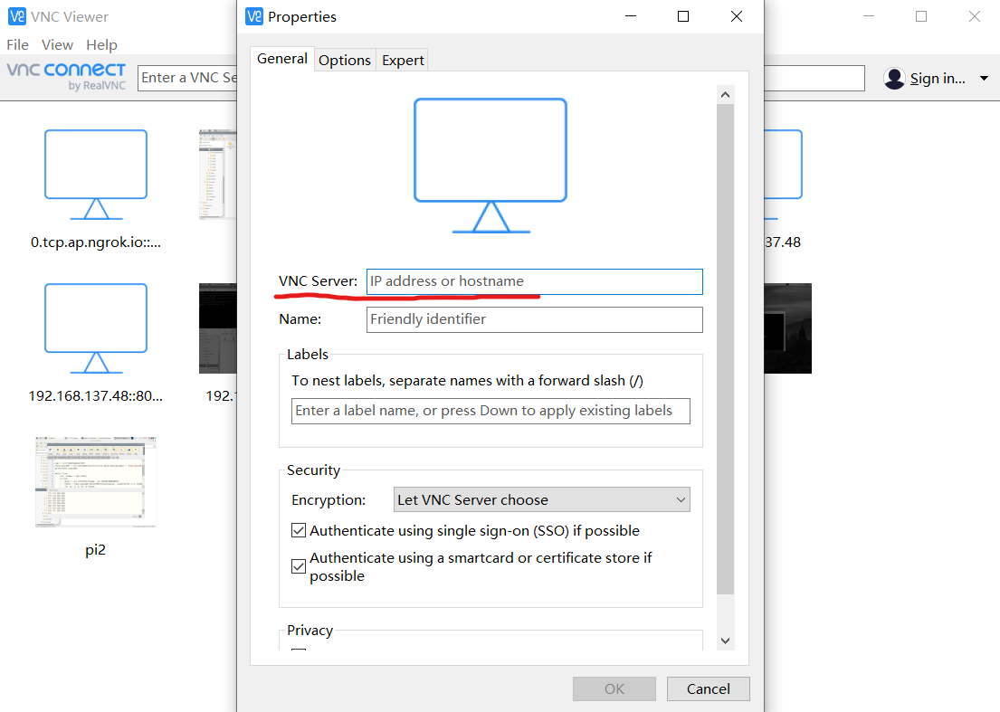 VNC Viewer
File View Help
vnc connect
by RealVNC
Enter a VNC Se
Sign in...
0.tcp.ap.ngrok.io::...
37.48
192.168.137.48::80...
192.1
pi2
Properties
General Options Expert
VNC Server: IP address or hostname
Name: Friendly identifier
Labels
To nest labels, separate names with a forward slash (/)
Enter a label name, or press Down to apply existing labels
Security
Encryption: Let VNC Server choose
Authenticate using single sign-on (SSO) if possible
Authenticate using a smartcard or certificate store if
possible
Privacy
OK Cancel